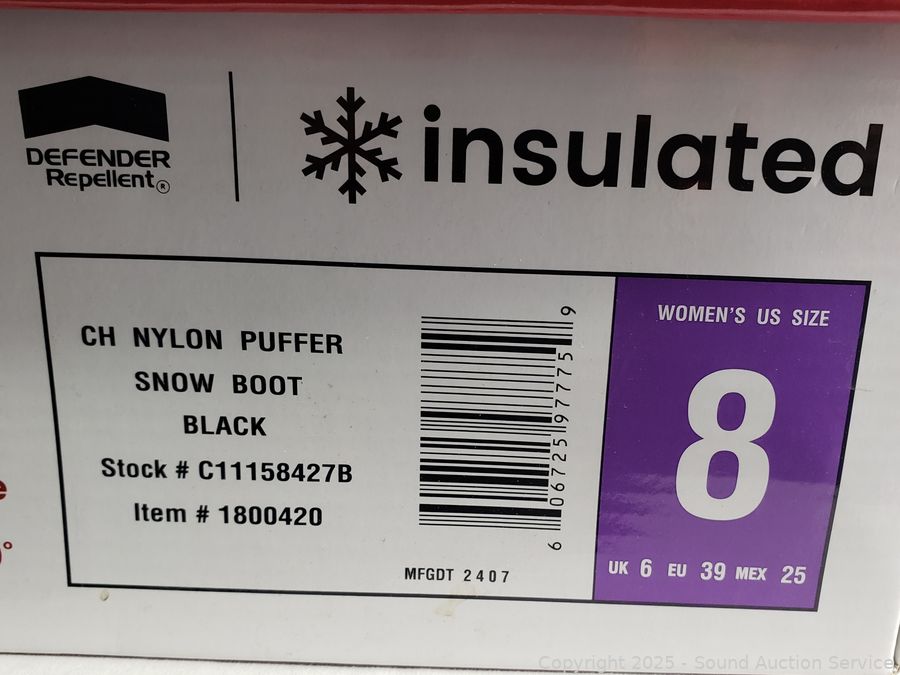 DEFENDER
Repellent®
insulated
CH NYLON PUFFER
SNOW BOOT
BLACK
Stock # C11158427B
Item # 1800420
6 06725 97775 9
MFGDT 2407
WOMEN'S US SIZE
8
UK 6 EU 39 MEX 25
Copyright 2025 - Sound Auction Service